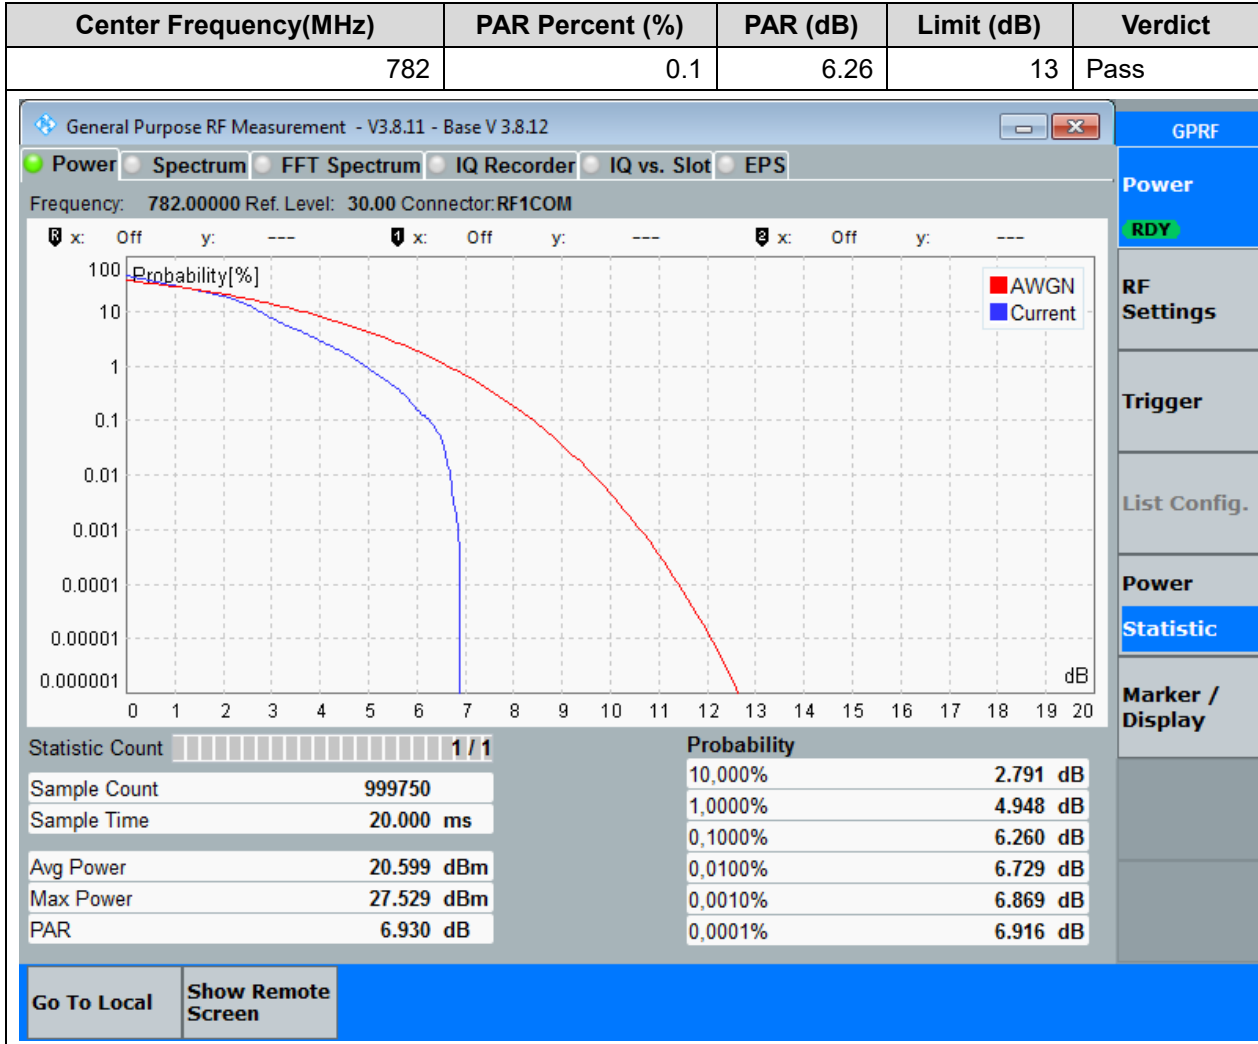 Center Frequency(MHz) PAR Percent (%) PAR (dB) Limit (dB) Verdict
782 0.1 6.26 13 Pass
General Purpose RF Measurement - V3.8.11 - Base V 3.8.12
GPRF
Power Spectrum FFT Spectrum IQ Recorder IQ vs. Slot EPS
Frequency: 782.00000 Ref. Level: 30.00 Connector: RF1COM
R x: Off y: --- 1 x: Off y: --- 2 x: Off y: ---
Probability[%]
AWGN
Current
100
10
1
0.1
0.01
0.001
0.0001
0.00001
0.000001
dB
0 1 2 3 4 5 6 7 8 9 10 11 12 13 14 15 16 17 18 19 20
Statistic Count 1 / 1
Sample Count 999750
Sample Time 20.000 ms
Avg Power 20.599 dBm
Max Power 27.529 dBm
PAR 6.930 dB
Probability
10,000% 2.791 dB
1,0000% 4.948 dB
0,1000% 6.260 dB
0,0100% 6.729 dB
0,0010% 6.869 dB
0,0001% 6.916 dB
Power
RDY
RF
Settings
Trigger
List Config.
Power
Statistic
Marker /
Display
Go To Local
Show Remote
Screen